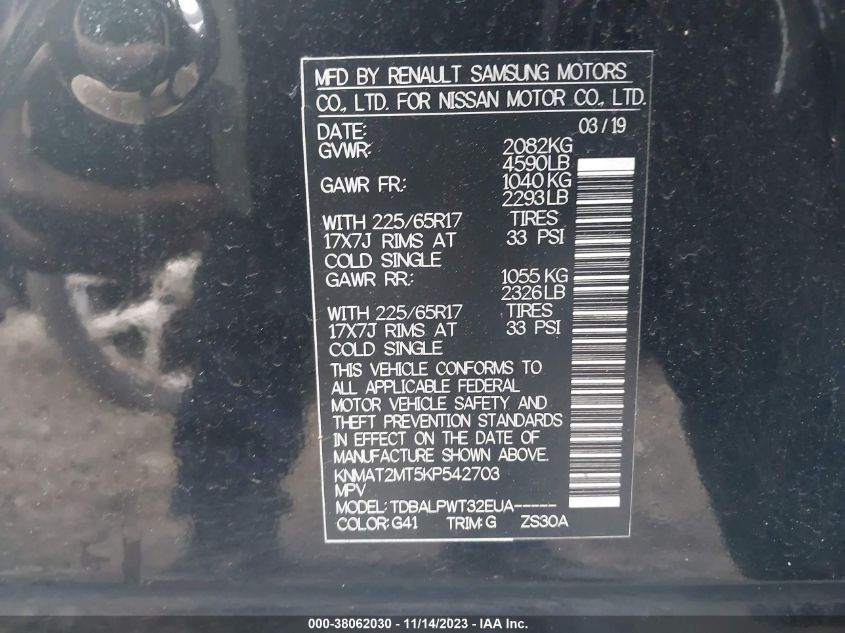 MFD BY RENAULT SAMSUNG MOTORS
CO., LTD. FOR NISSAN MOTOR CO., LTD.
DATE: 03/19
GVWR: 2082KG
4590LB
GAWR FR: 1040 KG
2293LB
WITH 225/65R17 TIRES
17X7J RIMS AT 33 PSI
COLD SINGLE
GAWR RR: 1055 KG
2326LB
WITH 225/65R17 TIRES
17X7J RIMS AT 33 PSI
COLD SINGLE
THIS VEHICLE CONFORMS TO
ALL APPLICABLE FEDERAL
MOTOR VEHICLE SAFETY AND
THEFT PREVENTION STANDARDS
IN EFFECT ON THE DATE OF
MANUFACTURE SHOWN ABOVE.
KNMAT2MT5KP542703
MPV
MODEL: TDBALPWT32EUA-----
COLOR: G41 TRIM: G ZS30A
000-38062030 - 11/14/2023 - IAA Inc.